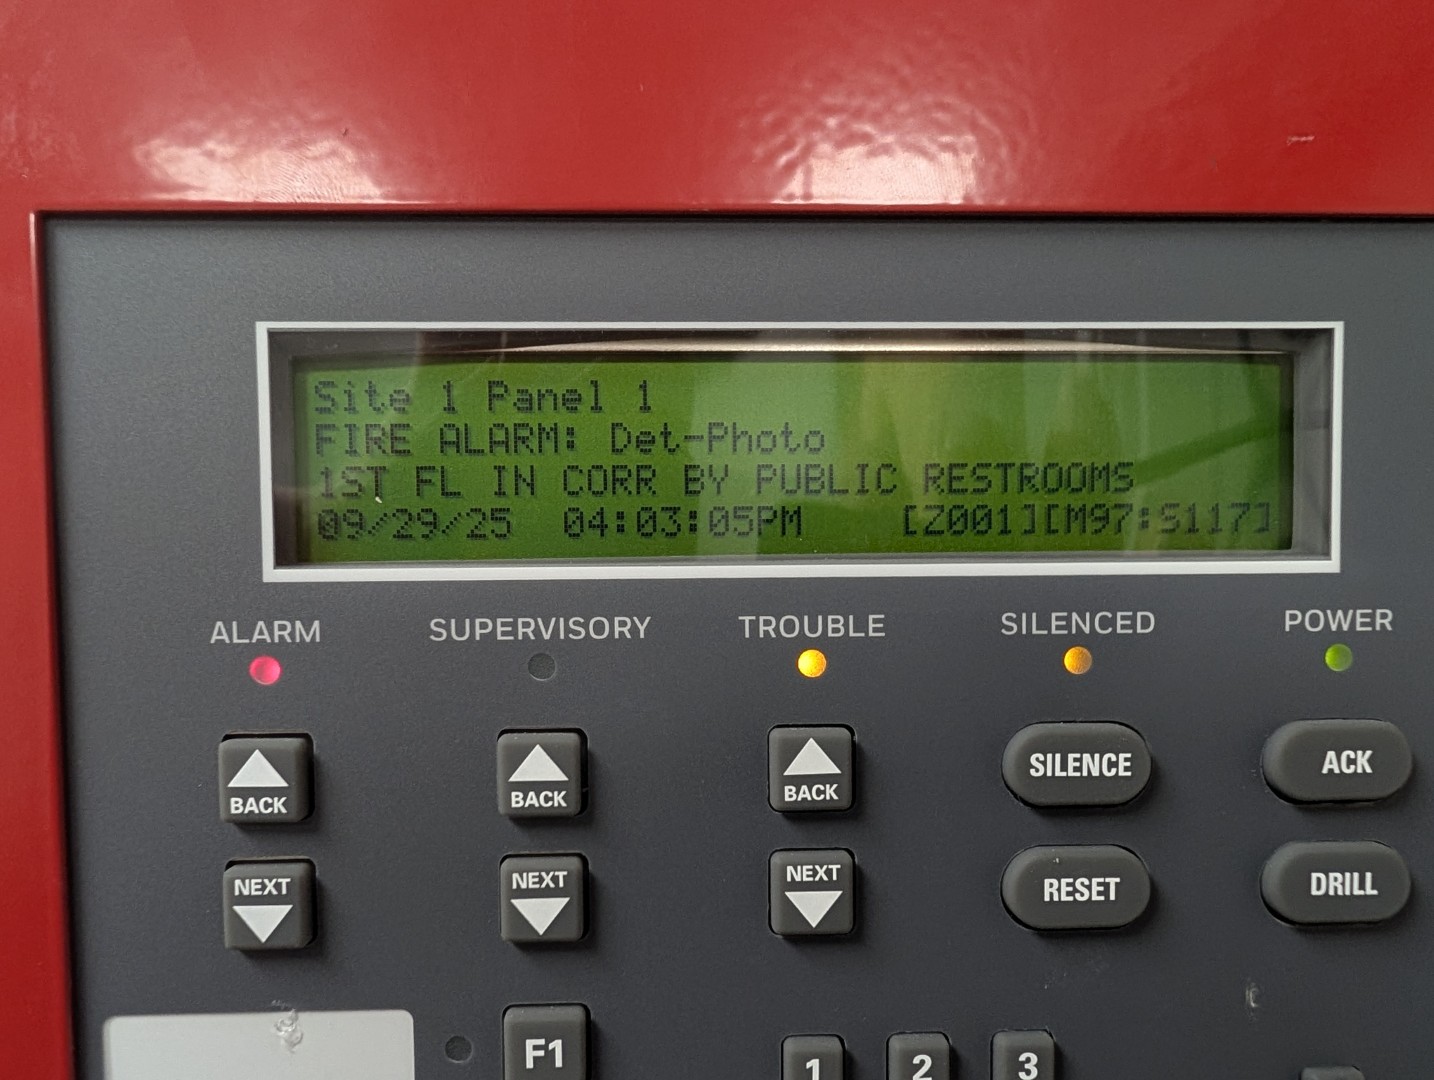 Site 1 Panel 1
FIRE ALARM: Det-Photo
1ST FL IN CORR BY PUBLIC RESTROOMS
09/29/25 04:03:05PM [Z001][M97:S117]
ALARM SUPERVISORY TROUBLE SILENCED POWER
BACK BACK BACK SILENCE ACK
NEXT NEXT NEXT RESET DRILL
F1 1 2 3